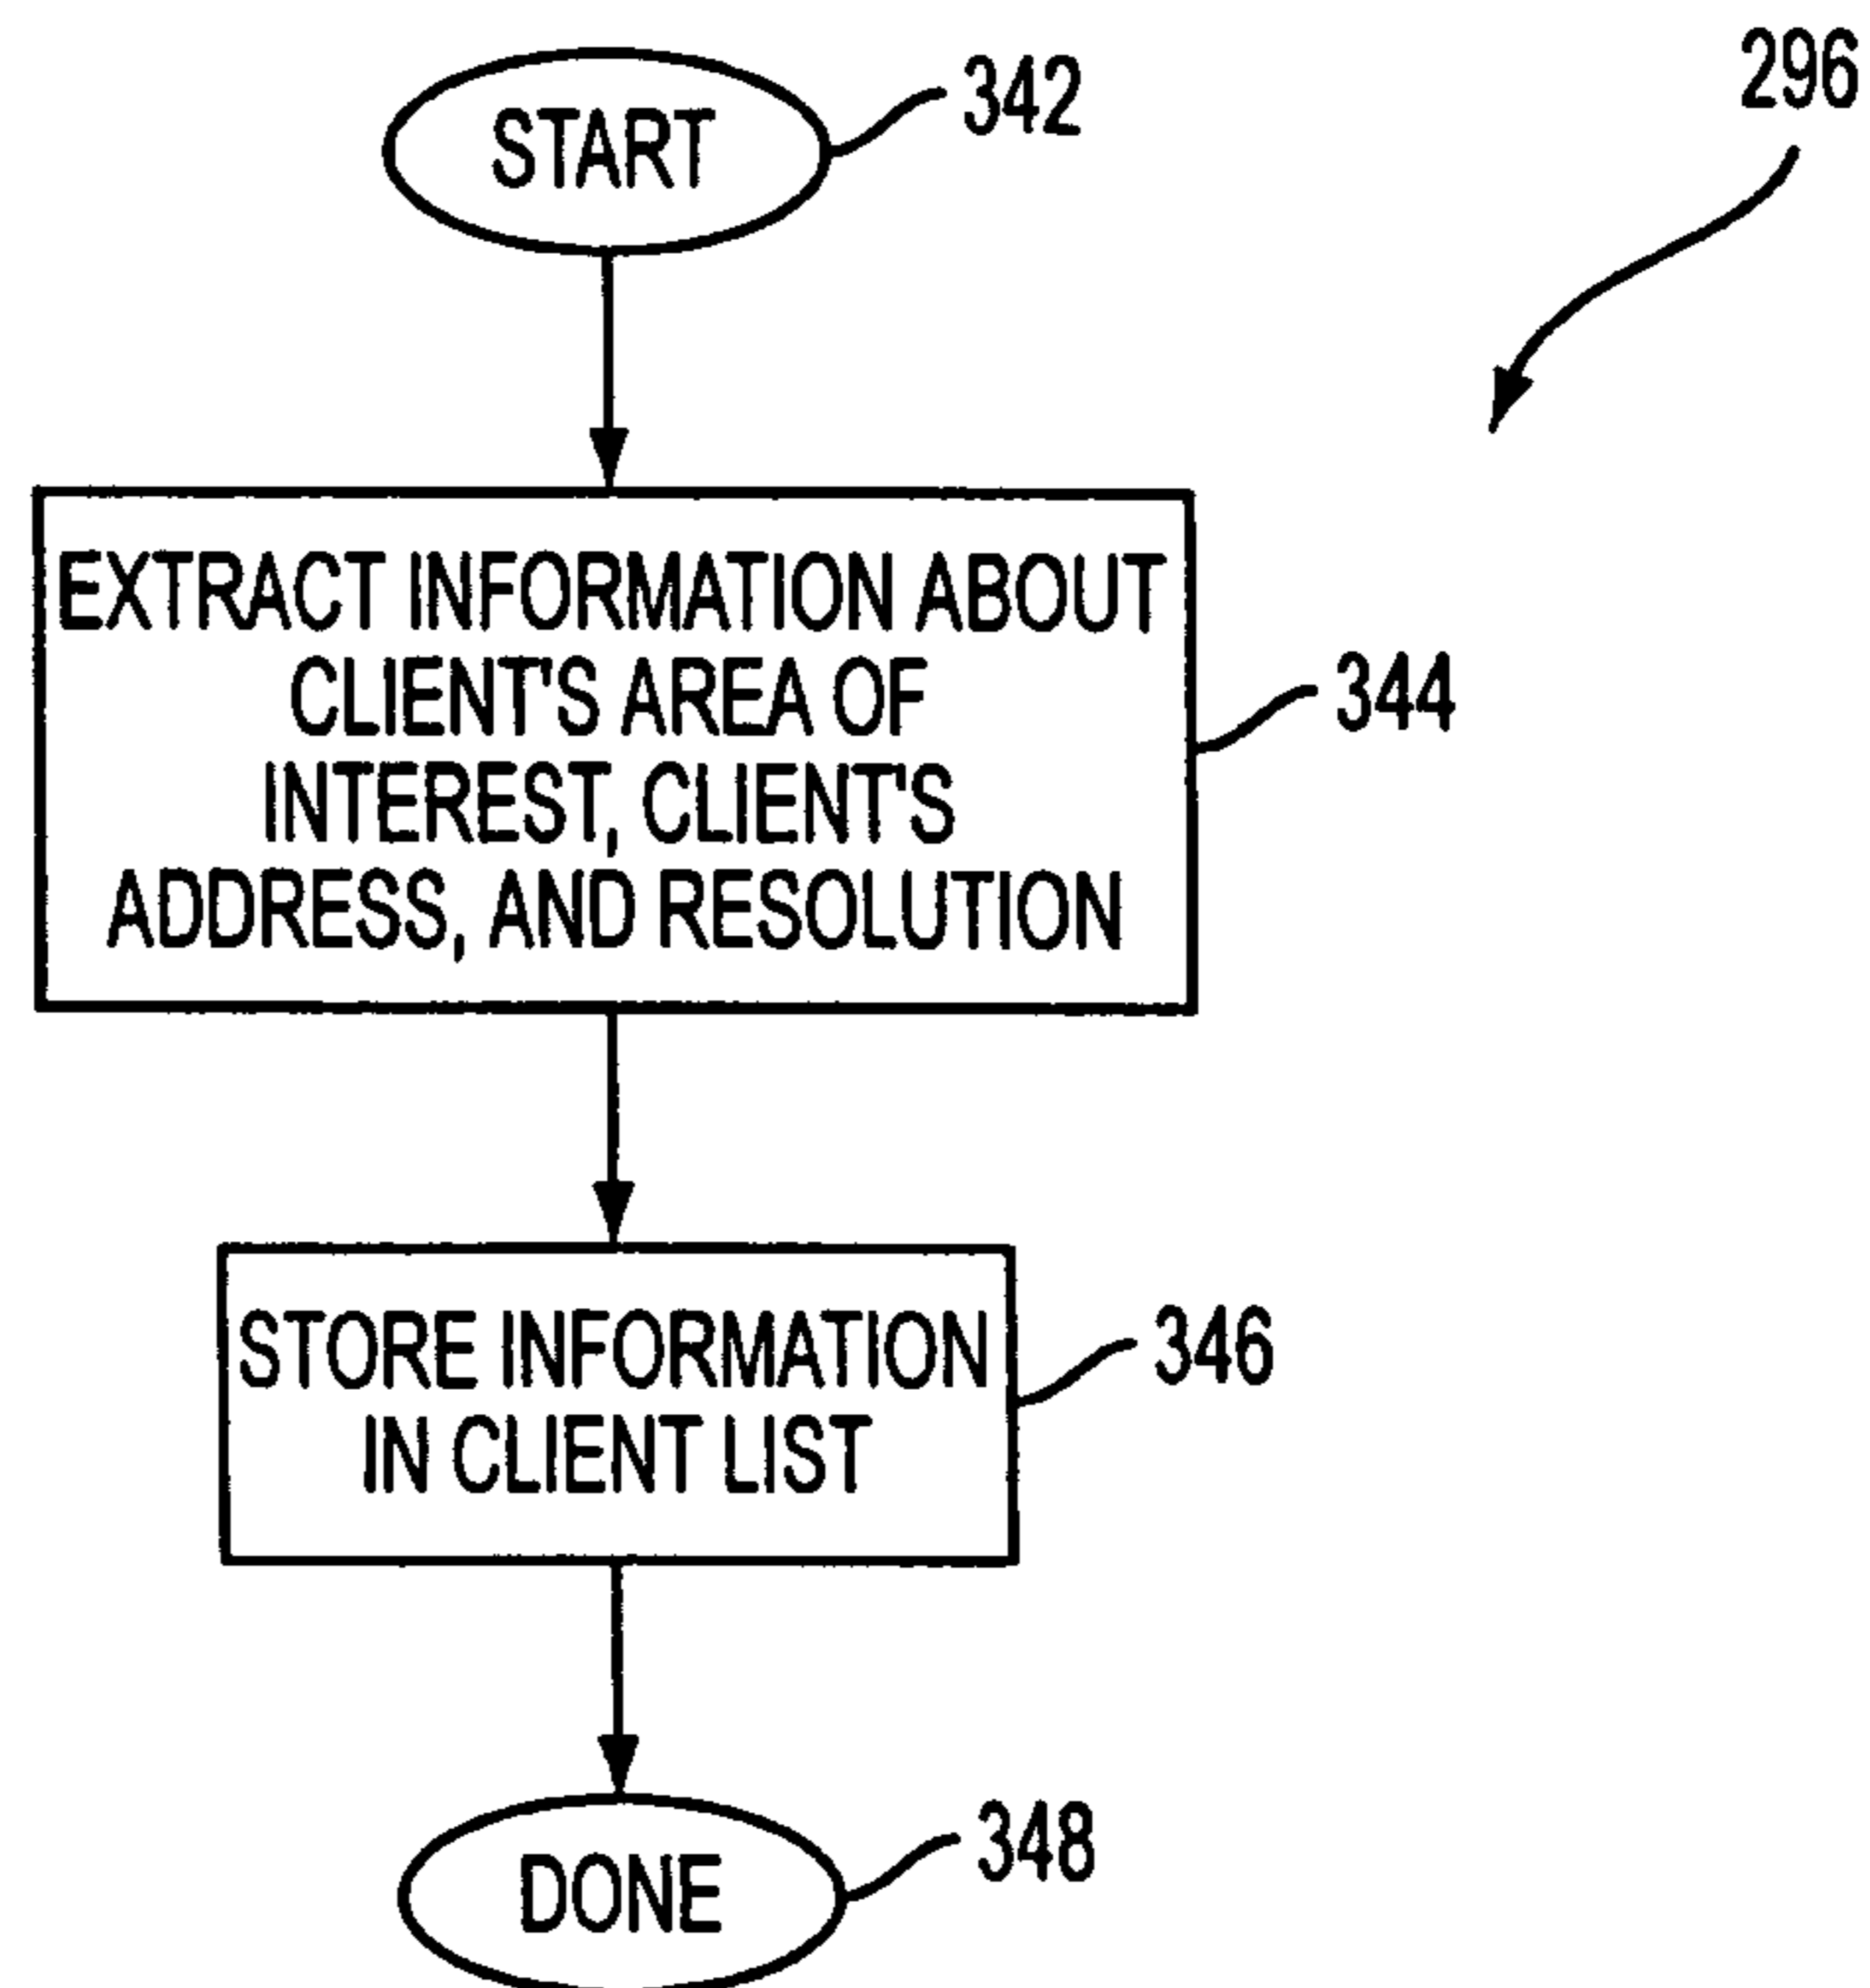 START
342
296
EXTRACT INFORMATION ABOUT
CLIENT'S AREA OF
INTEREST, CLIENT'S
ADDRESS, AND RESOLUTION
344
STORE INFORMATION
IN CLIENT LIST
346
DONE
348